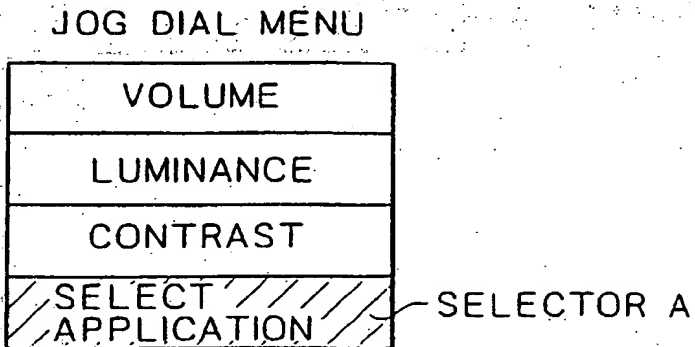 JOG DIAL MENU
VOLUME
LUMINANCE
CONTRAST
SELECT
APPLICATION
SELECTOR A